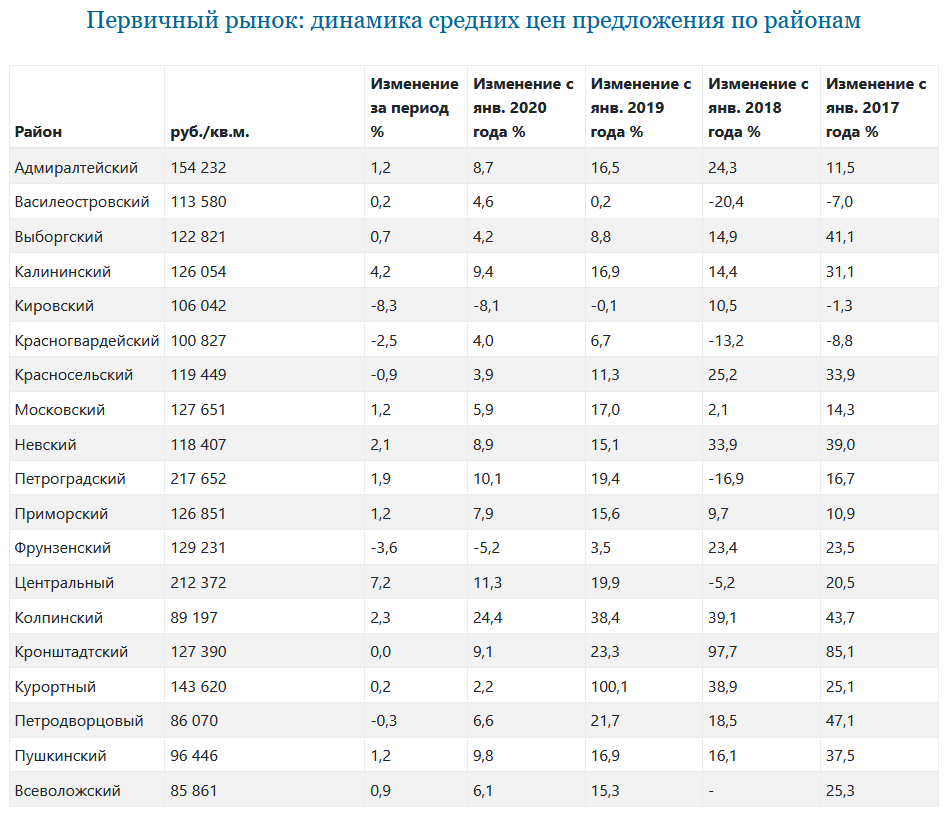 Первичный рынок: динамика средних цен предложения по районам
Район руб./кв.м. Изменение за период % Изменение с янв. 2020 года % Изменение с янв. 2019 года % Изменение с янв. 2018 года % Изменение с янв. 2017 года %
Адмиралтейский 154 232 1,2 8,7 16,5 24,3 11,5
Василеостровский 113 580 0,2 4,6 0,2 -20,4 -7,0
Выборгский 122 821 0,7 4,2 8,8 14,9 41,1
Калининский 126 054 4,2 9,4 16,9 14,4 31,1
Кировский 106 042 -8,3 -8,1 -0,1 10,5 -1,3
Красногвардейский 100 827 -2,5 4,0 6,7 -13,2 -8,8
Красносельский 119 449 -0,9 3,9 11,3 25,2 33,9
Московский 127 651 1,2 5,9 17,0 2,1 14,3
Невский 118 407 2,1 8,9 15,1 33,9 39,0
Петроградский 217 652 1,9 10,1 19,4 -16,9 16,7
Приморский 126 851 1,2 7,9 15,6 9,7 10,9
Фрунзенский 129 231 -3,6 -5,2 3,5 23,4 23,5
Центральный 212 372 7,2 11,3 19,9 -5,2 20,5
Колпинский 89 197 2,3 24,4 38,4 39,1 43,7
Кронштадтский 127 390 0,0 9,1 23,3 97,7 85,1
Курортный 143 620 0,2 2,2 100,1 38,9 25,1
Петродворцовый 86 070 -0,3 6,6 21,7 18,5 47,1
Пушкинский 96 446 1,2 9,8 16,9 16,1 37,5
Всеволожский 85 861 0,9 6,1 15,3 - 25,3